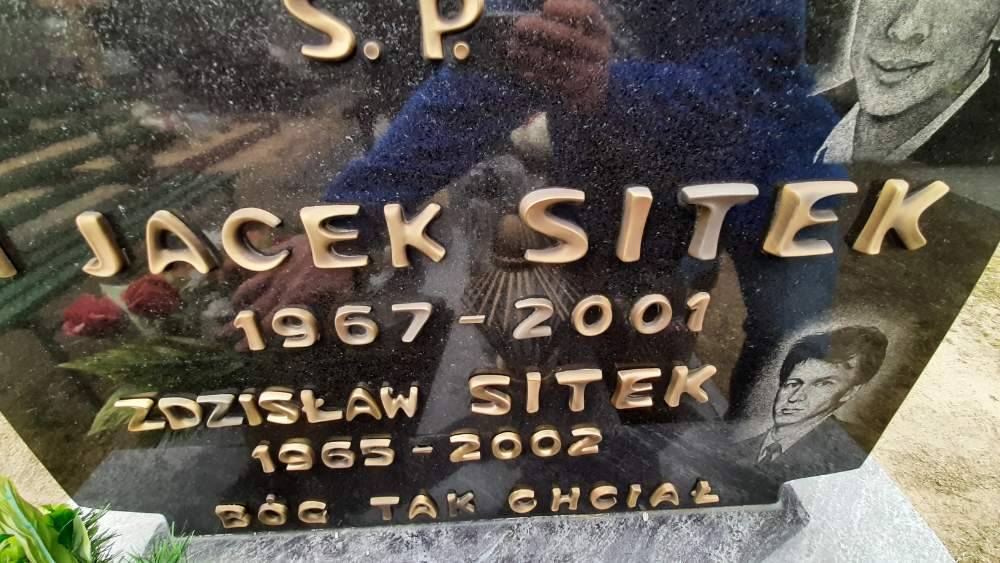 Ś. P.
JACEK SITEK
1967 - 2001
ZDZISŁAW SITEK
1965 - 2002
BÓG TAK CHCIAŁ